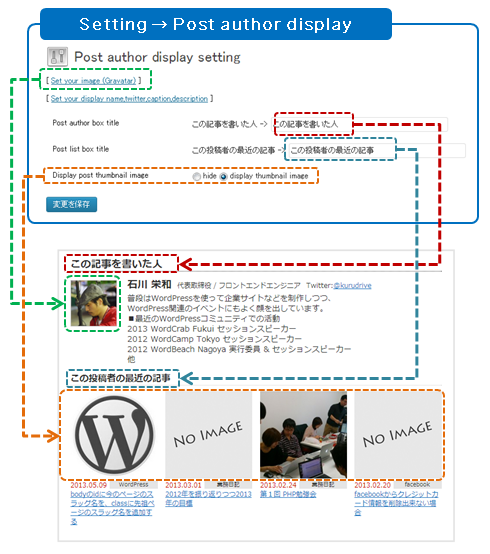 Setting→Post author display
Post author display setting
[ Set your image (Gravatar) ]
[ Set your display name,twitter,caption,description ]
Post author box title この記事を書いた人 -> この記事を書いた人
Post list box title この投稿者の最近の記事 -> この投稿者の最近の記事
Display post thumbnail image hide display thumbnail image
変更を保存
この記事を書いた人
石川 栄和 代表取締役 / フロントエンドエンジニア Twitter:@kurudrive
普段はWordPressを使って企業サイトなどを制作しつつ、
WordPress関連のイベントにもよく顔を出しています。
■最近のWordPressコミュニティでの活動
2013 WordCrab Fukui セッションスピーカー
2012 WordCamp Tokyo セッションスピーカー
2012 WordBeach Nagoya 実行委員 & セッションスピーカー
他
この投稿者の最近の記事
NO IMAGE NO IMAGE
2013.05.09 WordPress
bodyのidに今のページのス
ラッグ名を、classに先祖ペ
ージのスラッグ名を追加す
る
2013.03.01 業務日記
2012年を振り返りつつ2013
年の目標
2013.02.24 業務日記
第１回 PHP勉強会
2013.02.20 facebook
facebookからクレジットカ
ード情報を削除出来ない場
合